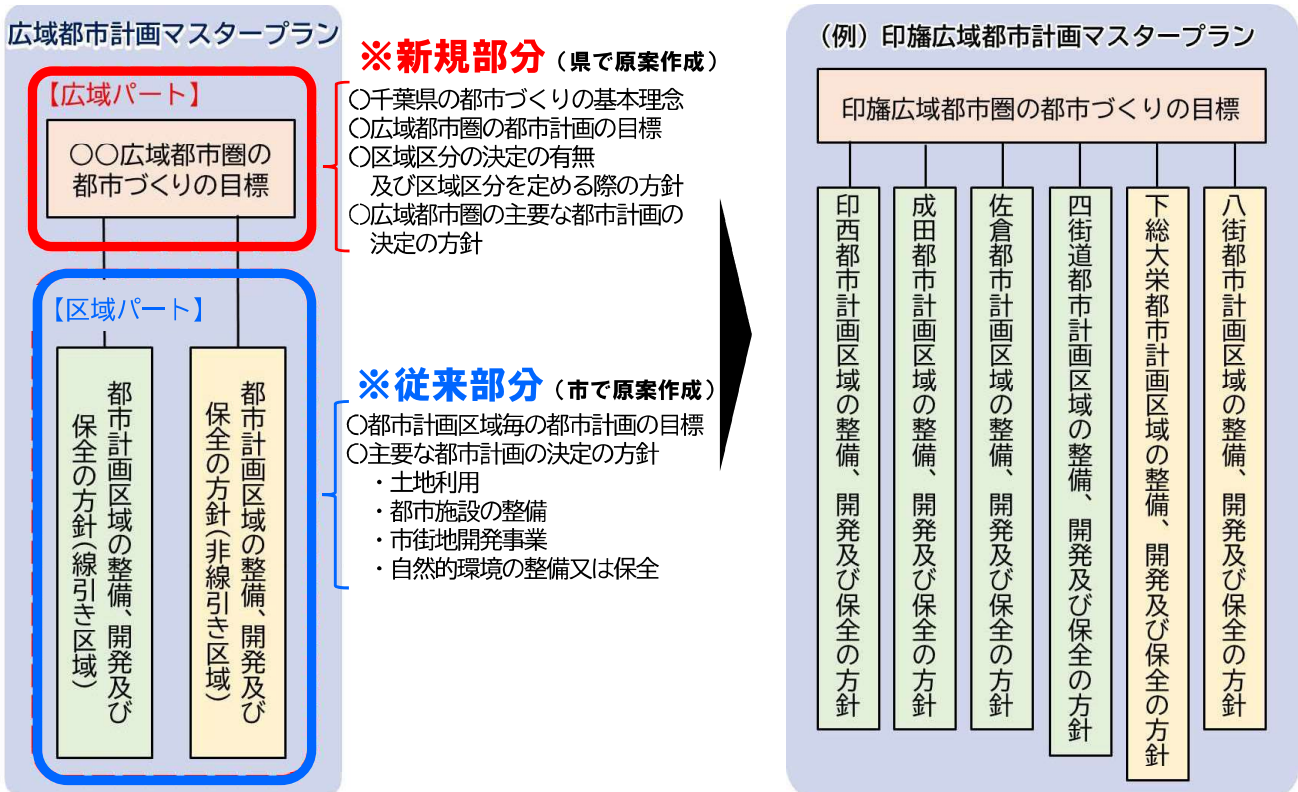 広域都市計画マスタープラン
【広域パート】
〇〇広域都市圏の
都市づくりの目標
※新規部分（県で原案作成）
〇千葉県の都市づくりの基本理念
〇広域都市圏の都市計画の目標
〇区域区分の決定の有無
及び区域区分を定める際の方針
〇広域都市圏の主要な都市計画の
決定の方針
【区域パート】
都市計画区域の整備、開発及び
保全の方針(線引き区域)
都市計画区域の整備、開発及び
保全の方針(非線引き区域)
※従来部分（市で原案作成）
〇都市計画区域毎の都市計画の目標
〇主要な都市計画の決定の方針
・土地利用
・都市施設の整備
・市街地開発事業
・自然的環境の整備又は保全
（例）印旛広域都市計画マスタープラン
印旛広域都市圏の都市づくりの目標
印西都市計画区域の整備、開発及び保全の方針
成田都市計画区域の整備、開発及び保全の方針
佐倉都市計画区域の整備、開発及び保全の方針
四街道都市計画区域の整備、開発及び保全の方針
下総大栄都市計画区域の整備、開発及び保全の方針
八街都市計画区域の整備、開発及び保全の方針